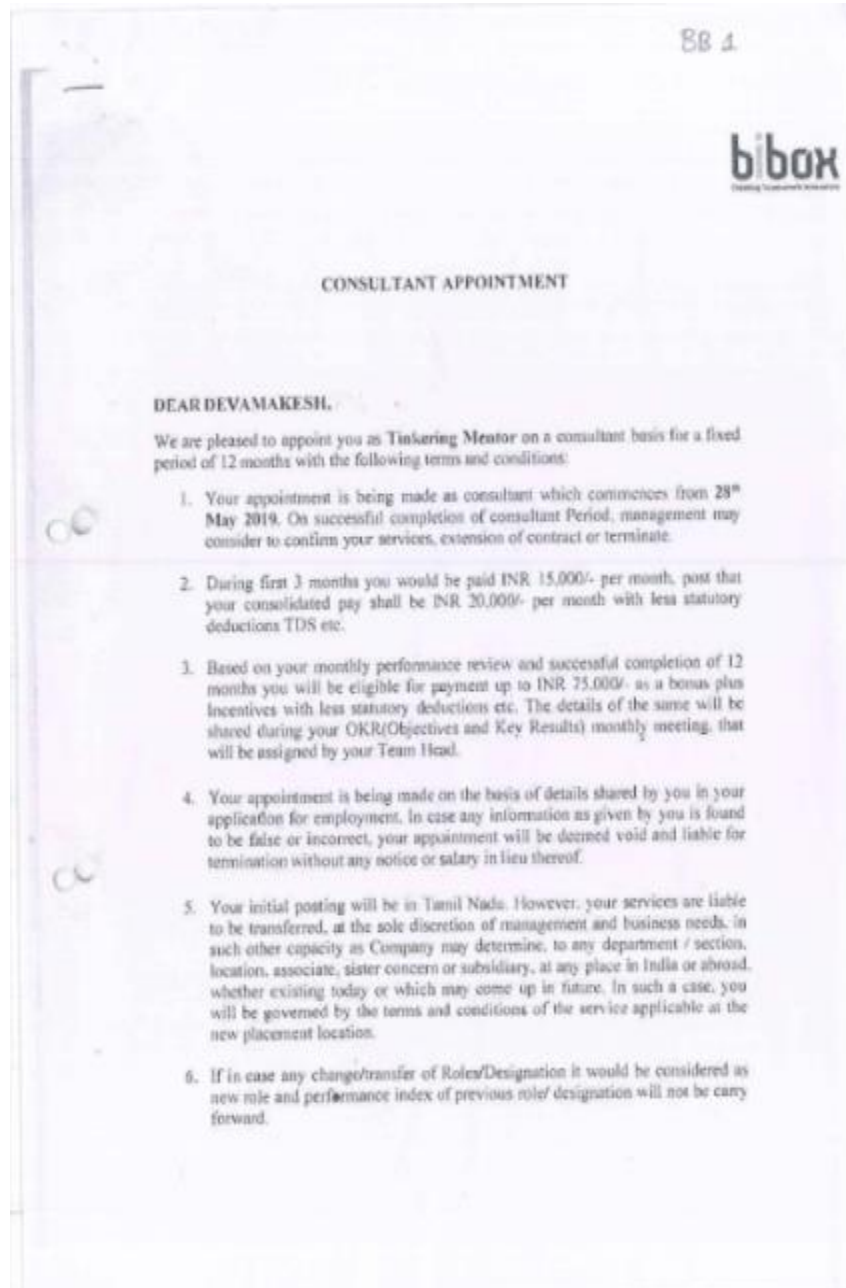 BB 1
bibox
CONSULTANT APPOINTMENT
DEAR DEVAMAKESH,
We are pleased to appoint you as Tinkering Mentor on a consultant basis for a fixed
period of 12 months with the following terms and conditions:
1. Your appointment is being made as consultant which commences from 28th
May 2019. On successful completion of consultant Period, management may
consider to confirm your services, extension of contract or terminate.
2. During first 3 months you would be paid INR 15,000/- per month, post that
your consolidated pay shall be INR 20,000/- per month with less statutory
deductions TDS etc.
3. Based on your monthly performance review and successful completion of 12
months you will be eligible for payment up to INR 75,000/- as a bonus plus
Incentives with less statutory deductions etc. The details of the same will be
shared during your OKR(Objectives and Key Results) monthly meeting, that
will be assigned by your Team Head.
4. Your appointment is being made on the basis of details shared by you in your
application for employment. In case any information as given by you is found
to be false or incorrect, your appointment will be deemed void and liable for
termination without any notice or salary in lieu thereof.
5. Your initial posting will be in Tamil Nadu. However, your services are liable
to be transferred, at the sole discretion of management and business needs, in
such other capacity as Company may determine, to any department / section,
location, associate, sister concern or subsidiary, at any place in India or abroad,
whether existing today or which may come up in future. In such a case, you
will be governed by the terms and conditions of the service applicable at the
new placement location.
6. If in case any change/transfer of Roles/Designation it would be considered as
new role and performance index of previous role/ designation will not be carry
forward.